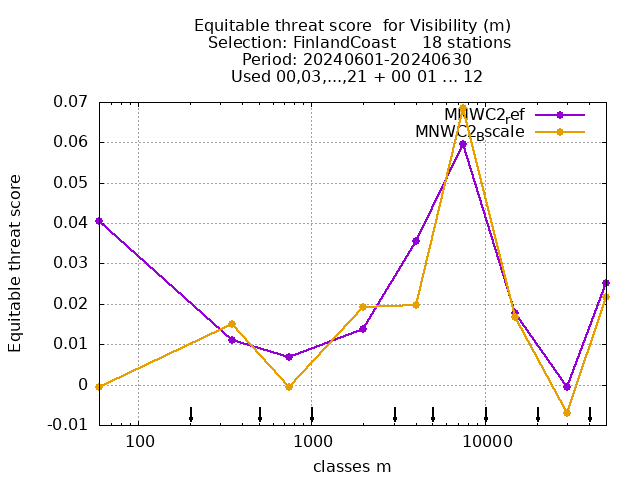 Equitable threat score  for Visibility (m)
Selection: FinlandCoast     18 stations
Period: 20240601-20240630
Used 00,03,...,21 + 00 01 ... 12
MNWC2ref
MNWC2Bscale
0.07
0.06
0.05
0.04
0.03
0.02
0.01
0
-0.01
Equitable threat score
100
1000
10000
classes m